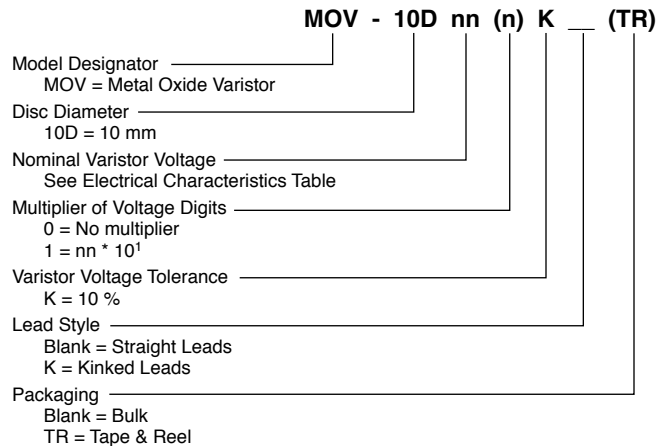 MOV - 10D nn (n) K __ (TR)
Model Designator
MOV = Metal Oxide Varistor
Disc Diameter
10D = 10 mm
Nominal Varistor Voltage
See Electrical Characteristics Table
Multiplier of Voltage Digits
0 = No multiplier
1 = nn * 10¹
Varistor Voltage Tolerance
K = 10 %
Lead Style
Blank = Straight Leads
K = Kinked Leads
Packaging
Blank = Bulk
TR = Tape & Reel